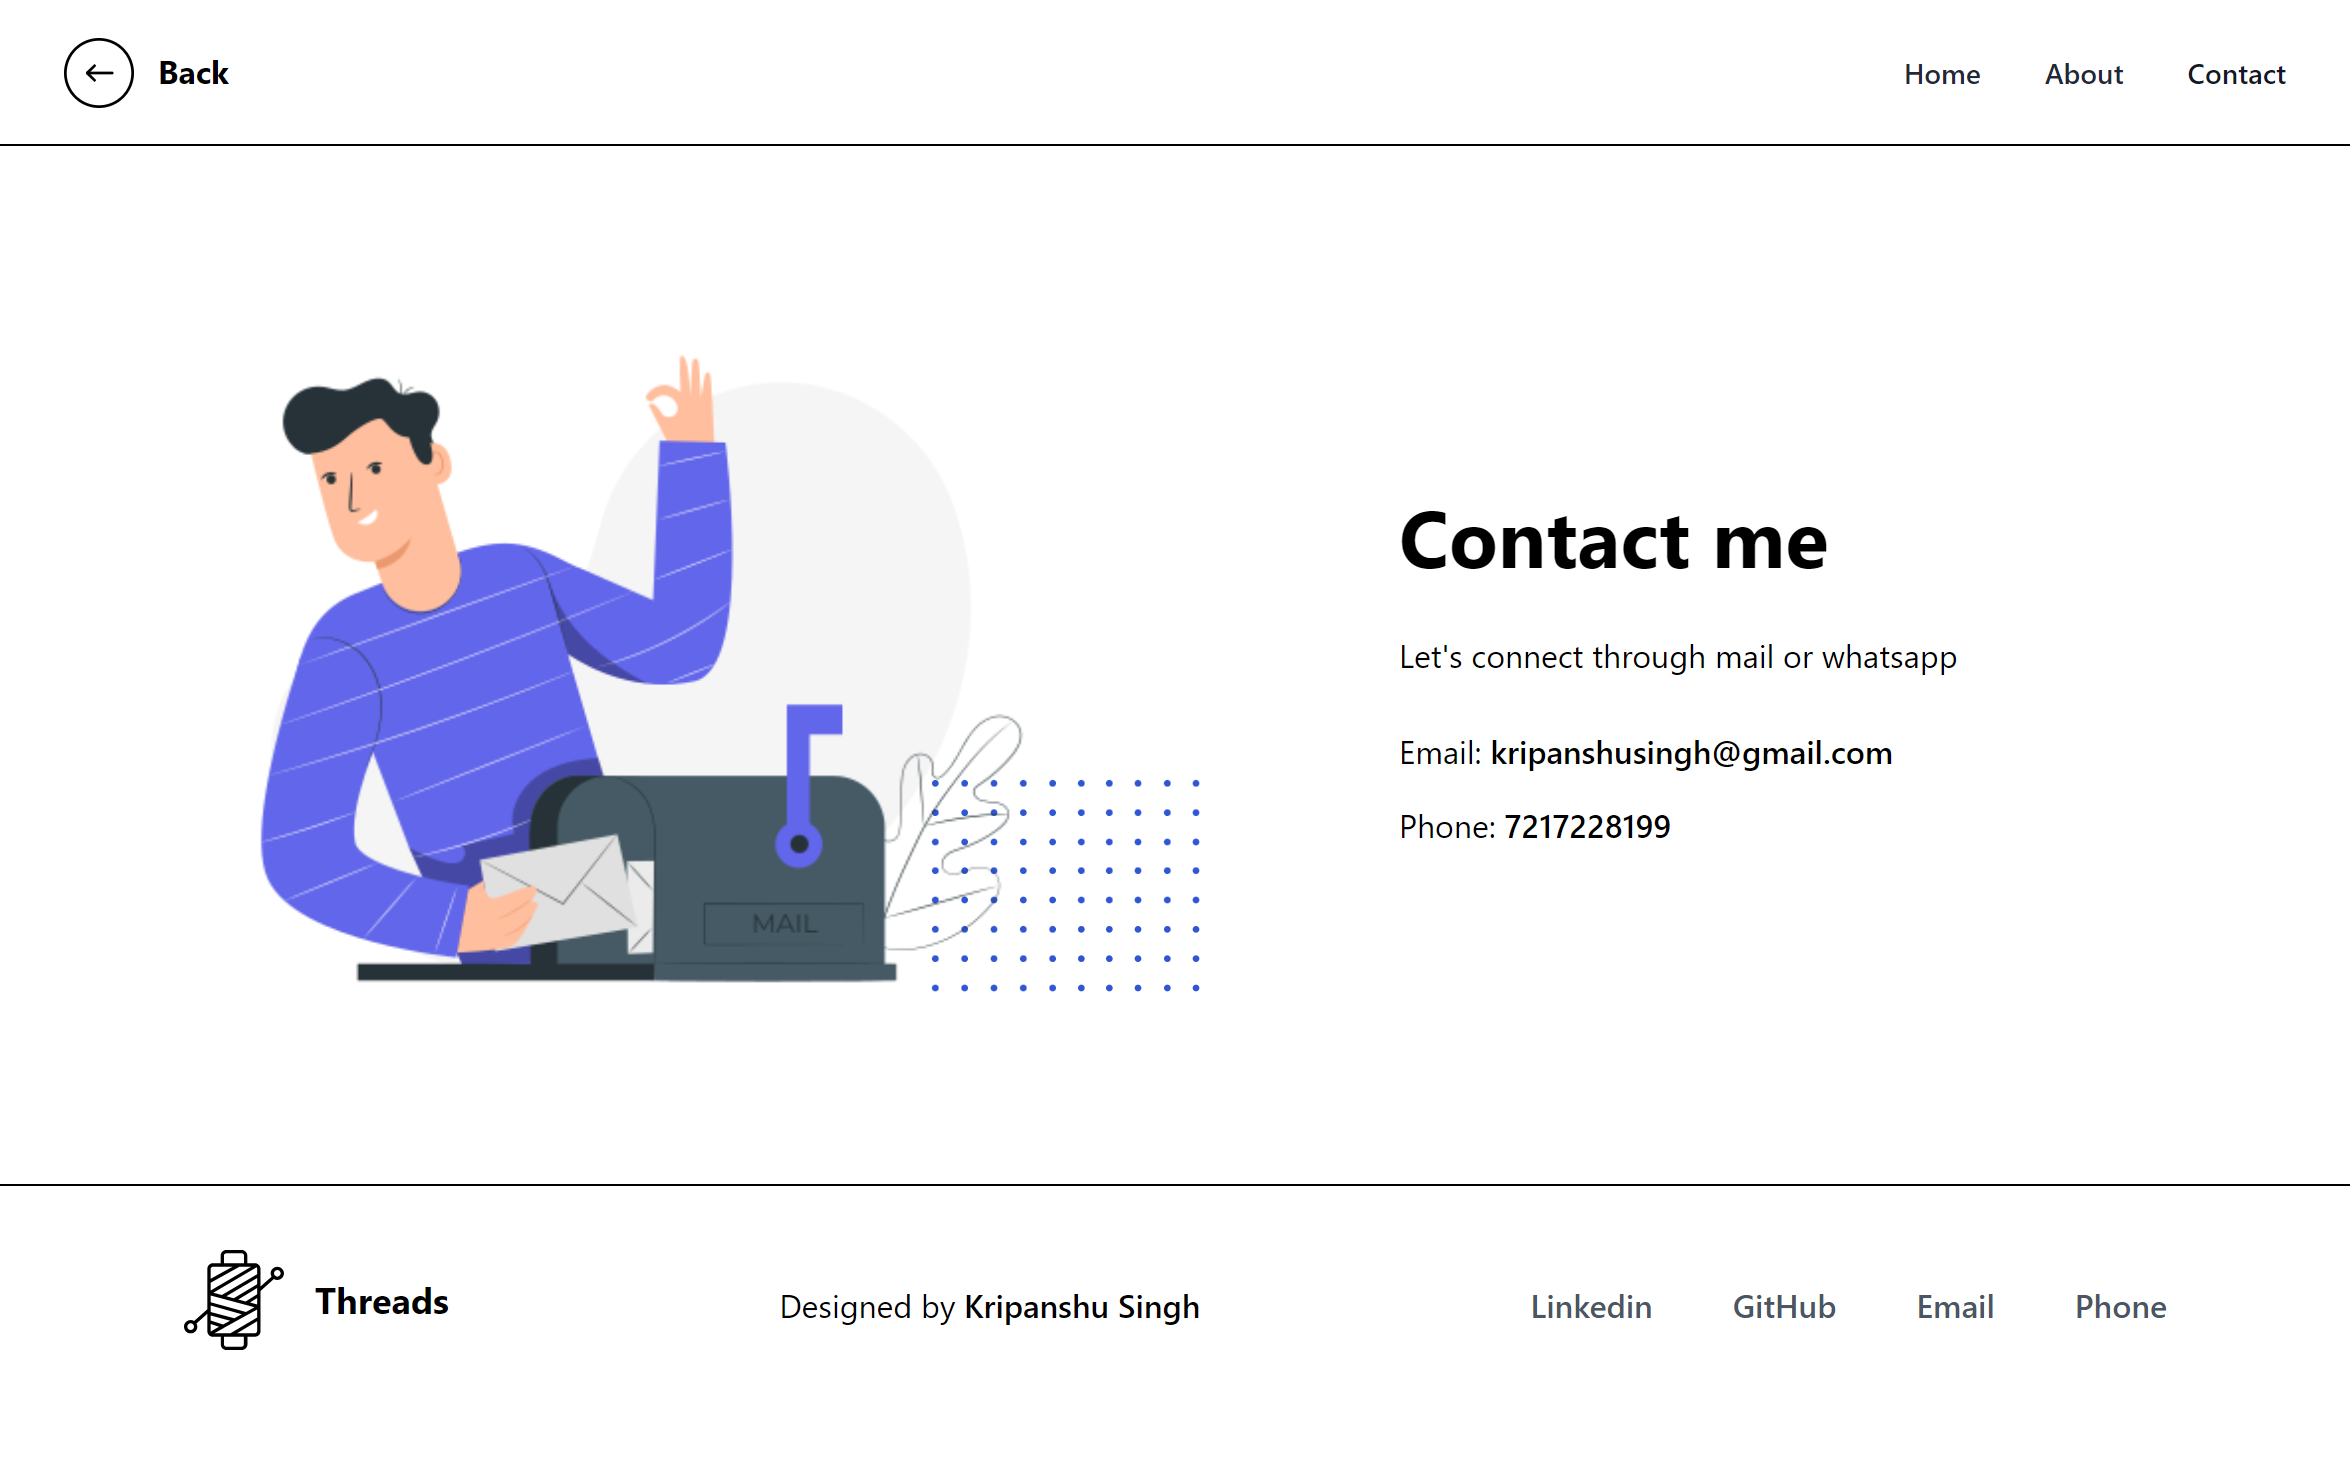 Back
Home About Contact
Contact me
Let's connect through mail or whatsapp
Email: kripanshusingh@gmail.com
Phone: 7217228199
MAIL
Threads
Designed by Kripanshu Singh
Linkedin GitHub Email Phone